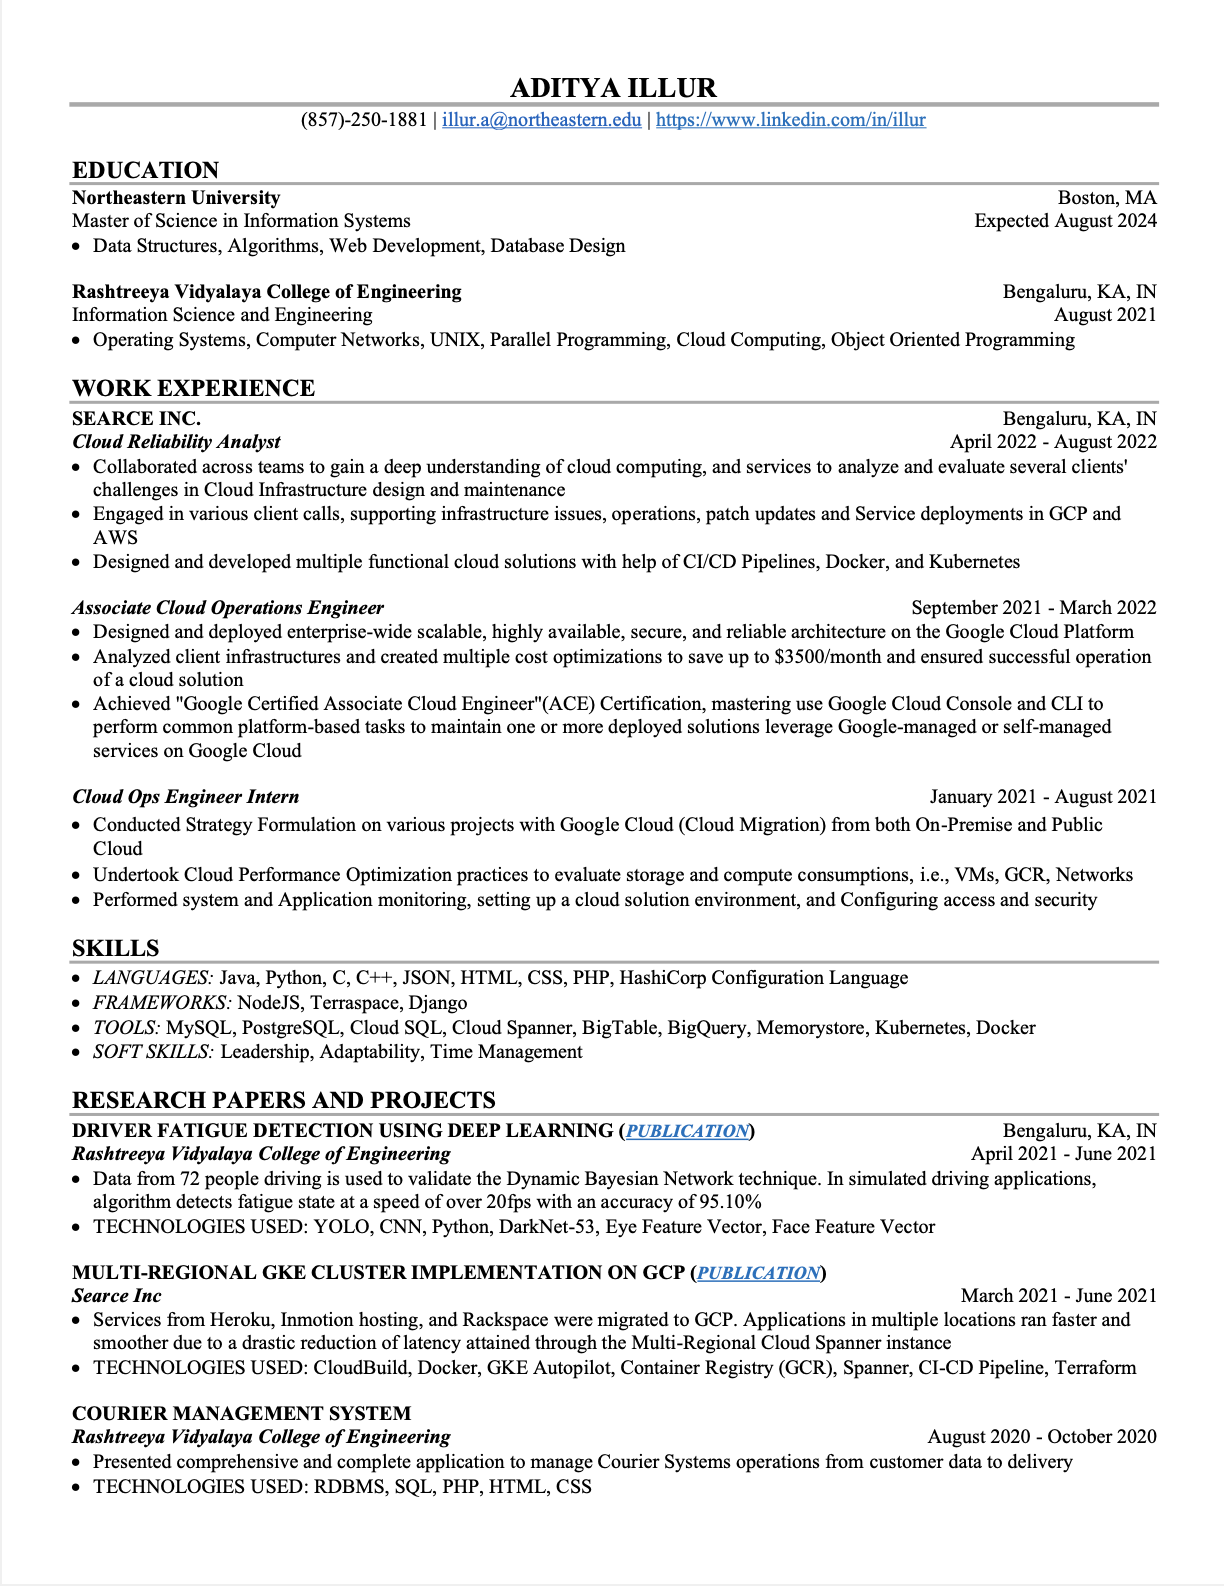 ADITYA ILLUR
(857)-250-1881 | illur.a@northeastern.edu | https://www.linkedin.com/in/illur
EDUCATION
Northeastern University Boston, MA
Master of Science in Information Systems Expected August 2024
• Data Structures, Algorithms, Web Development, Database Design
Rashtreeya Vidyalaya College of Engineering Bengaluru, KA, IN
Information Science and Engineering August 2021
• Operating Systems, Computer Networks, UNIX, Parallel Programming, Cloud Computing, Object Oriented Programming
WORK EXPERIENCE
SEARCE INC. Bengaluru, KA, IN
Cloud Reliability Analyst April 2022 - August 2022
• Collaborated across teams to gain a deep understanding of cloud computing, and services to analyze and evaluate several clients'
challenges in Cloud Infrastructure design and maintenance
• Engaged in various client calls, supporting infrastructure issues, operations, patch updates and Service deployments in GCP and
AWS
• Designed and developed multiple functional cloud solutions with help of CI/CD Pipelines, Docker, and Kubernetes
Associate Cloud Operations Engineer September 2021 - March 2022
• Designed and deployed enterprise-wide scalable, highly available, secure, and reliable architecture on the Google Cloud Platform
• Analyzed client infrastructures and created multiple cost optimizations to save up to $3500/month and ensured successful operation
of a cloud solution
• Achieved "Google Certified Associate Cloud Engineer"(ACE) Certification, mastering use Google Cloud Console and CLI to
perform common platform-based tasks to maintain one or more deployed solutions leverage Google-managed or self-managed
services on Google Cloud
Cloud Ops Engineer Intern January 2021 - August 2021
• Conducted Strategy Formulation on various projects with Google Cloud (Cloud Migration) from both On-Premise and Public
Cloud
• Undertook Cloud Performance Optimization practices to evaluate storage and compute consumptions, i.e., VMs, GCR, Networks
• Performed system and Application monitoring, setting up a cloud solution environment, and Configuring access and security
SKILLS
• LANGUAGES: Java, Python, C, C++, JSON, HTML, CSS, PHP, HashiCorp Configuration Language
• FRAMEWORKS: NodeJS, Terraspace, Django
• TOOLS: MySQL, PostgreSQL, Cloud SQL, Cloud Spanner, BigTable, BigQuery, Memorystore, Kubernetes, Docker
• SOFT SKILLS: Leadership, Adaptability, Time Management
RESEARCH PAPERS AND PROJECTS
DRIVER FATIGUE DETECTION USING DEEP LEARNING (PUBLICATION) Bengaluru, KA, IN
Rashtreeya Vidyalaya College of Engineering April 2021 - June 2021
• Data from 72 people driving is used to validate the Dynamic Bayesian Network technique. In simulated driving applications,
algorithm detects fatigue state at a speed of over 20fps with an accuracy of 95.10%
• TECHNOLOGIES USED: YOLO, CNN, Python, DarkNet-53, Eye Feature Vector, Face Feature Vector
MULTI-REGIONAL GKE CLUSTER IMPLEMENTATION ON GCP (PUBLICATION)
Searce Inc March 2021 - June 2021
• Services from Heroku, Inmotion hosting, and Rackspace were migrated to GCP. Applications in multiple locations ran faster and
smoother due to a drastic reduction of latency attained through the Multi-Regional Cloud Spanner instance
• TECHNOLOGIES USED: CloudBuild, Docker, GKE Autopilot, Container Registry (GCR), Spanner, CI-CD Pipeline, Terraform
COURIER MANAGEMENT SYSTEM
Rashtreeya Vidyalaya College of Engineering August 2020 - October 2020
• Presented comprehensive and complete application to manage Courier Systems operations from customer data to delivery
• TECHNOLOGIES USED: RDBMS, SQL, PHP, HTML, CSS